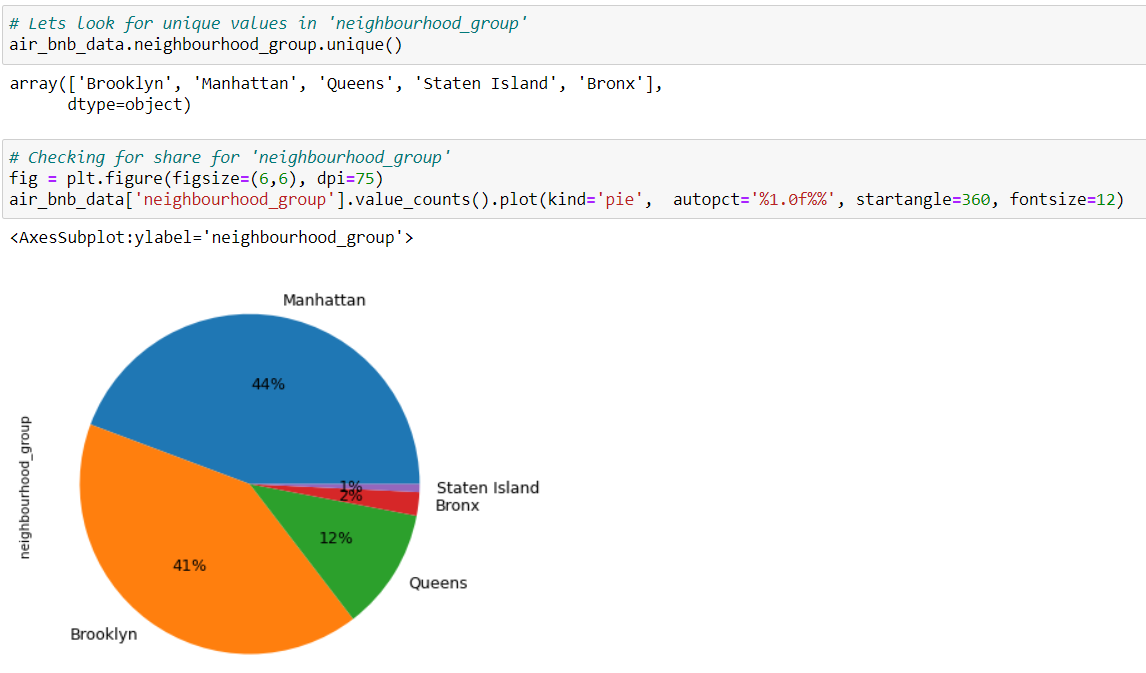 # Lets look for unique values in 'neighbourhood_group'
air_bnb_data.neighbourhood_group.unique()
array(['Brooklyn', 'Manhattan', 'Queens', 'Staten Island', 'Bronx'],
      dtype=object)
# Checking for share for 'neighbourhood_group'
fig = plt.figure(figsize=(6,6), dpi=75)
air_bnb_data['neighbourhood_group'].value_counts().plot(kind='pie',  autopct='%1.0f%%', startangle=360, fontsize=12)
<AxesSubplot:ylabel='neighbourhood_group'>
Manhattan
44%
1%
Staten Island
2%
Bronx
neighbourhood_group
12%
41%
Queens
Brooklyn